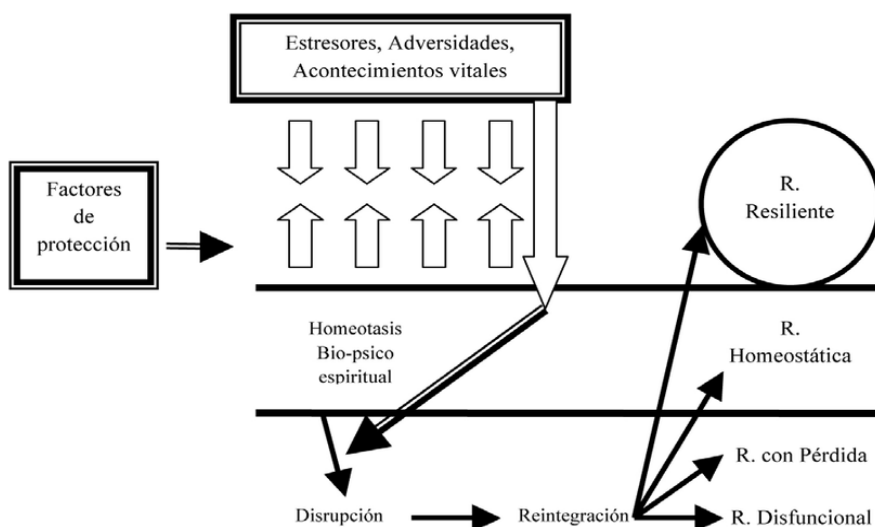 Estresores, Adversidades,
Acontecimientos vitales
Factores
de
protección
R.
Resiliente
Homeotasis
Bio-psico
espiritual
R.
Homeostática
R. con Pérdida
Disrupción
Reintegración
R. Disfuncional